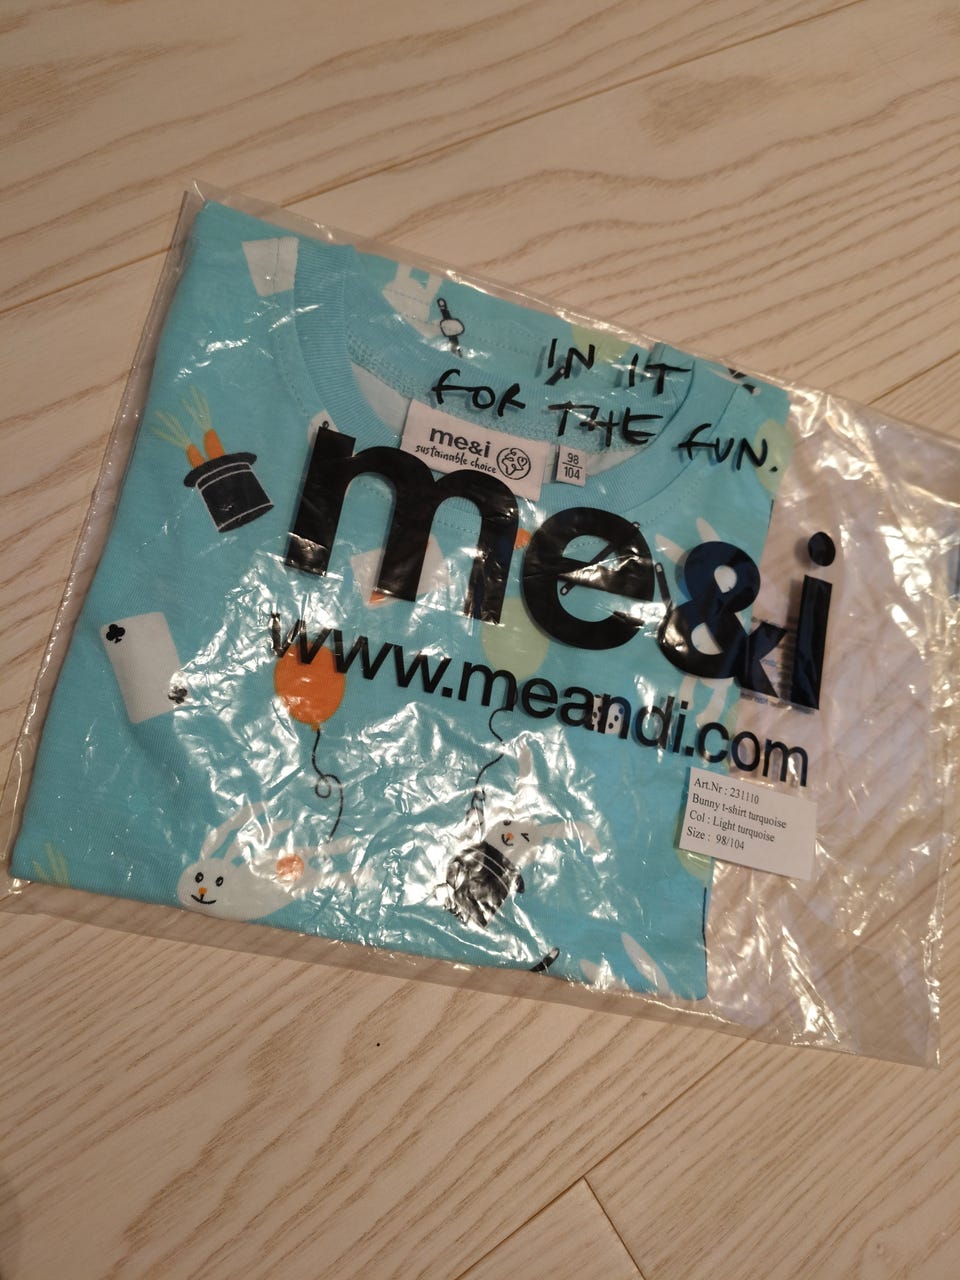 IN IT
FOR THE FUN.
me&i
sustainable choice
98
104
me&i
www.meandi.com
Art.Nr : 231110
Bunny t-shirt turquoise
Col : Light turquoise
Size : 98/104